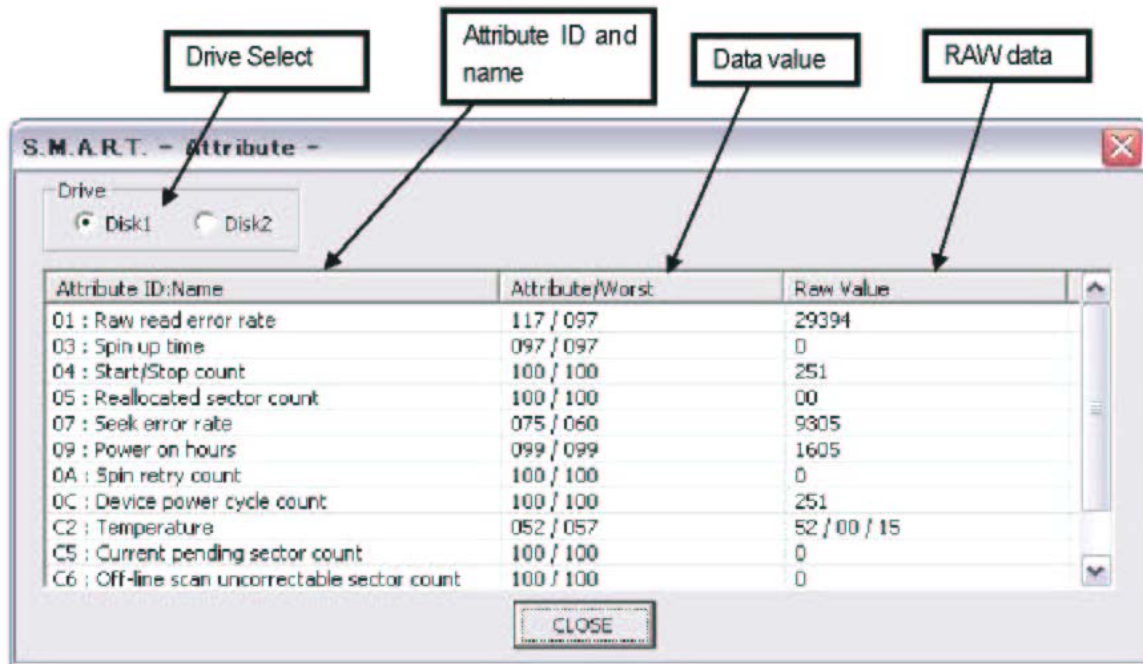 Drive Select
Attribute ID and
name
Data value
RAW data
S.M.A.R.T. - Attribute -
Drive
Disk1 Disk2
Attribute ID:Name Attribute/Worst Raw Value
01 : Raw read error rate 117 / 097 29394
03 : Spin up time 097 / 097 0
04 : Start/Stop count 100 / 100 251
05 : Reallocated sector count 100 / 100 00
07 : Seek error rate 075 / 060 9305
09 : Power on hours 099 / 099 1605
0A : Spin retry count 100 / 100 0
0C : Device power cycle count 100 / 100 251
C2 : Temperature 052 / 057 52 / 00 / 15
C5 : Current pending sector count 100 / 100 0
C6 : Off-line scan uncorrectable sector count 100 / 100 0
CLOSE